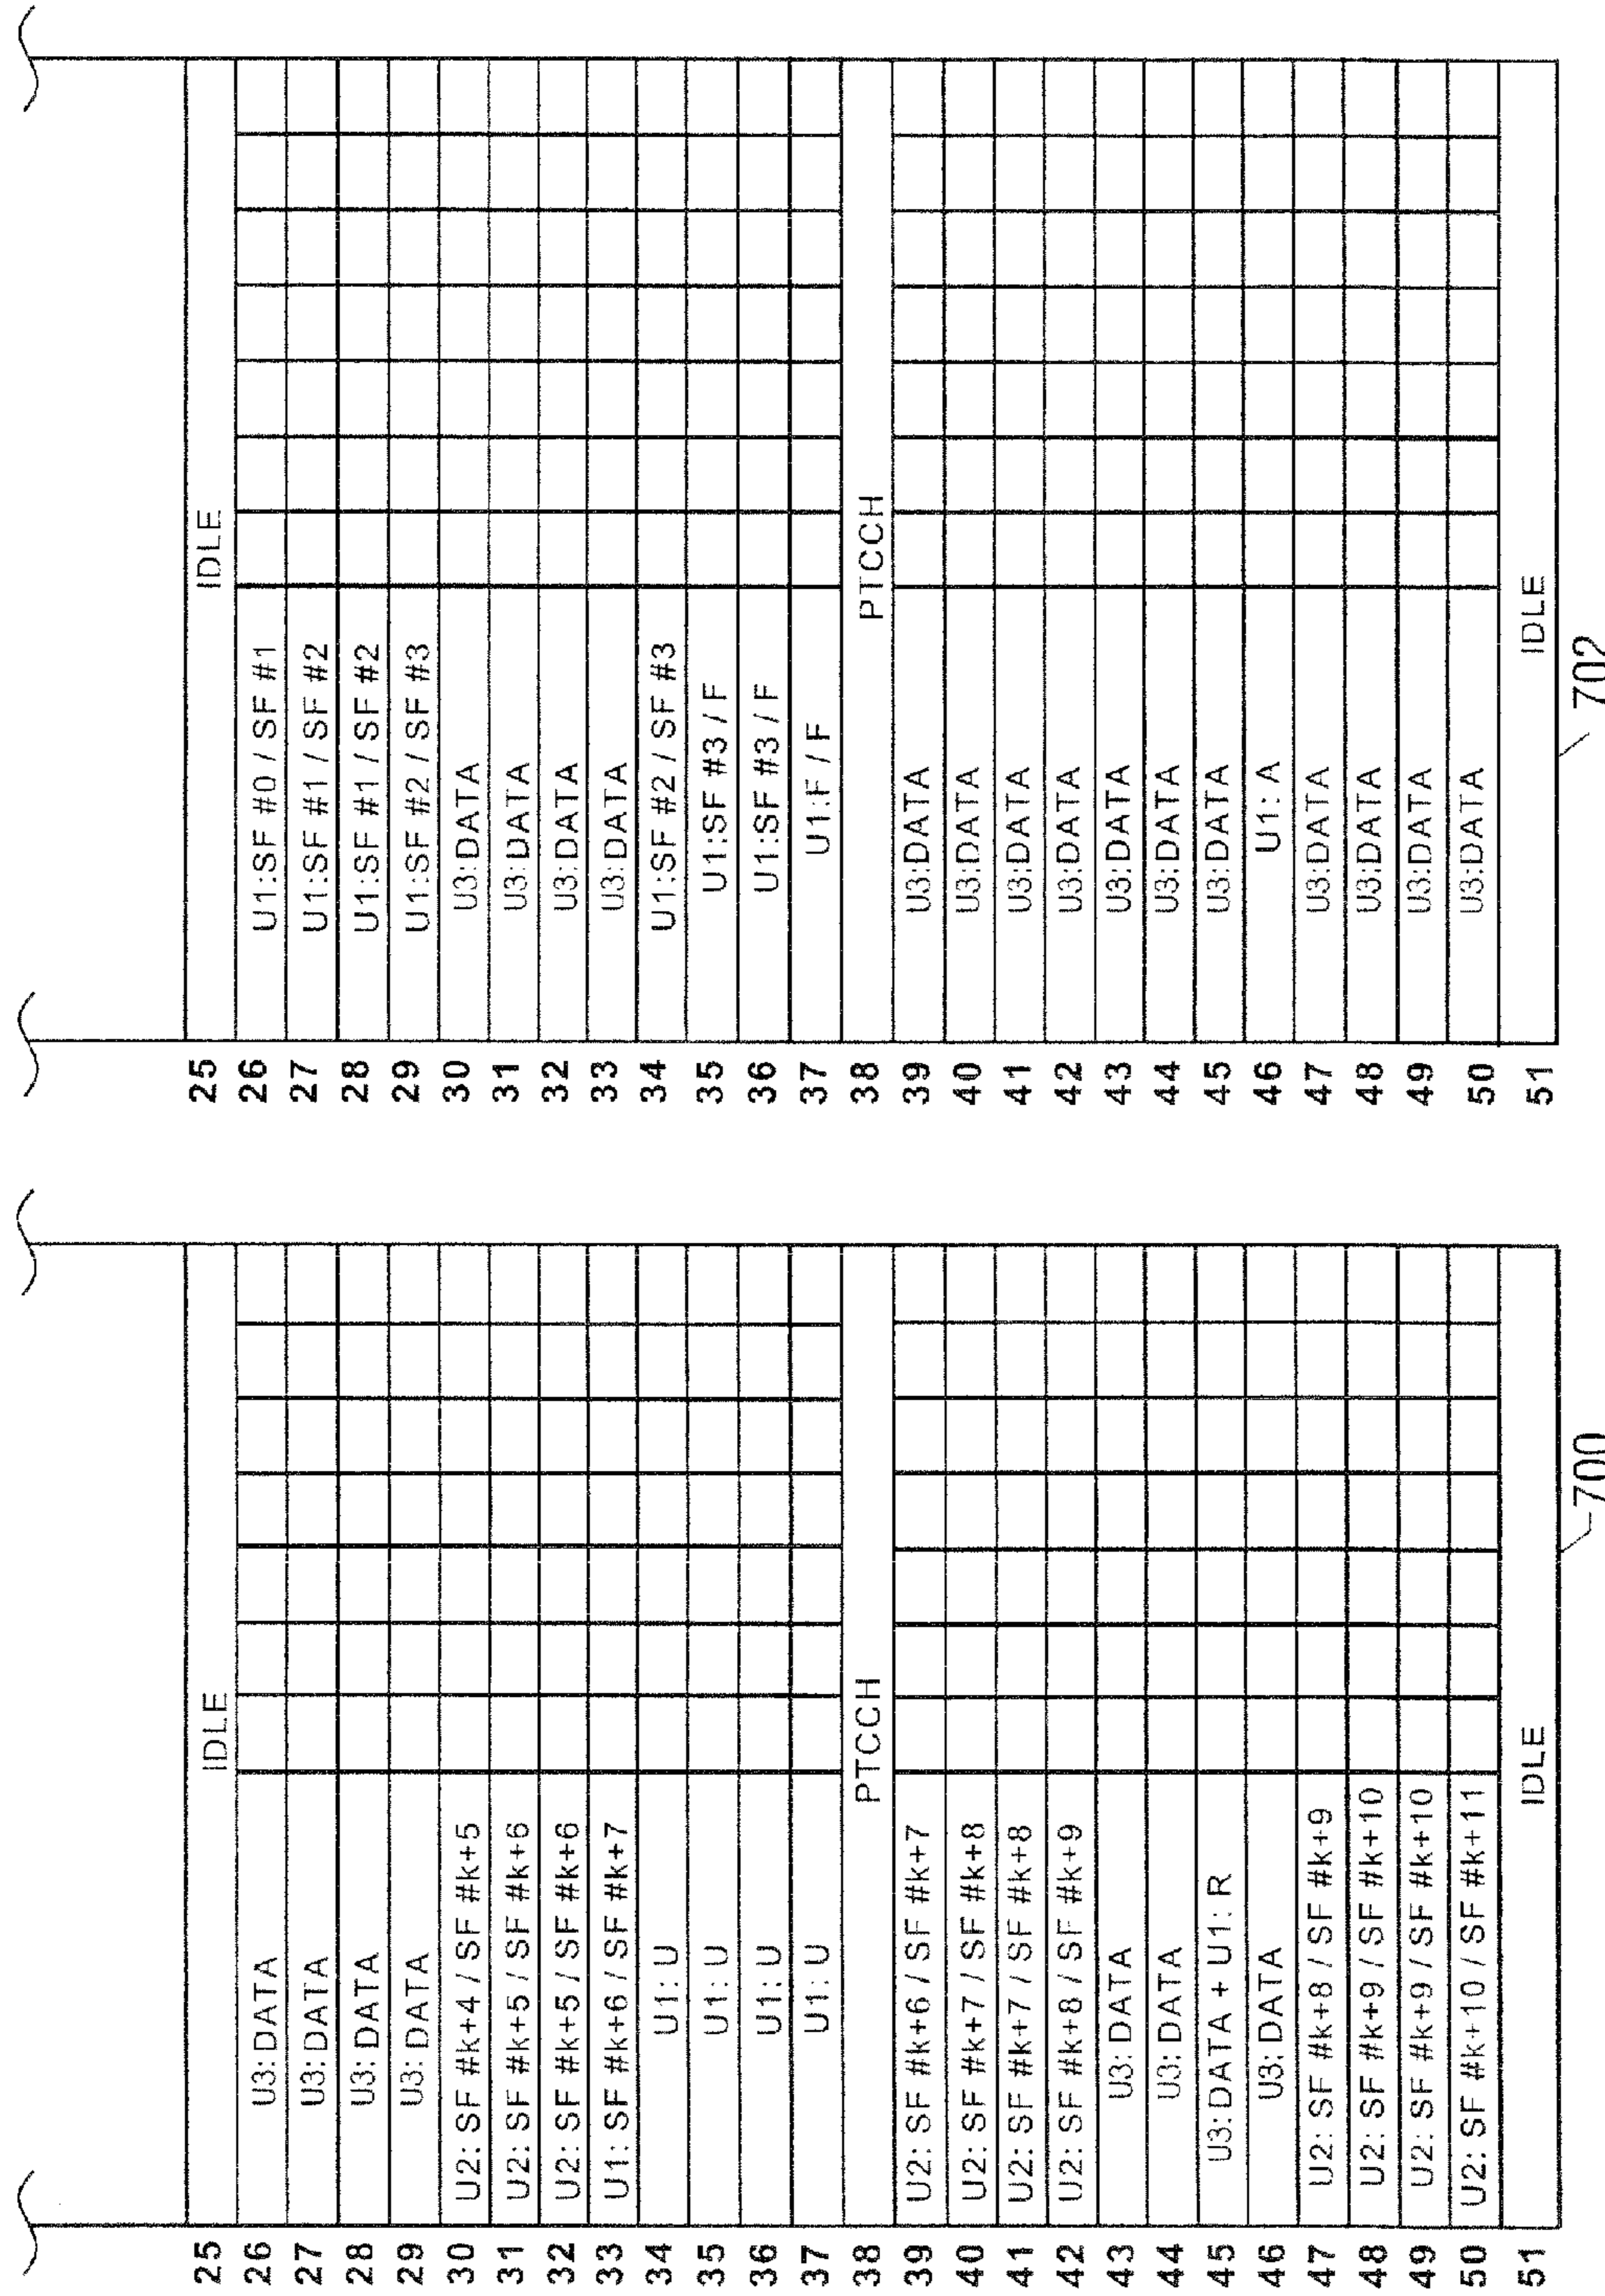 25 IDLE
26 U3:DATA
27 U3:DATA
28 U3:DATA
29 U3:DATA
30 U2: SF #k+4 / SF #k+5
31 U2: SF #k+5 / SF #k+6
32 U2: SF #k+5 / SF #k+6
33 U1: SF #k+6 / SF #k+7
34 U1: U
35 U1: U
36 U1: U
37 U1: U
38 PTCCH
39 U2: SF #k+6 / SF #k+7
40 U2: SF #k+7 / SF #k+8
41 U2: SF #k+7 / SF #k+8
42 U2: SF #k+8 / SF #k+9
43 U3: DATA
44 U3: DATA
45 U3: DATA + U1: R
46 U3: DATA
47 U2: SF #k+8 / SF #k+9
48 U2: SF #k+9 / SF #k+10
49 U2: SF #k+9 / SF #k+10
50 U2: SF #k+10 / SF #k+11
51 IDLE
700
25 IDLE
26 U1:SF #0 / SF #1
27 U1:SF #1 / SF #2
28 U1:SF #1 / SF #2
29 U1:SF #2 / SF #3
30 U3:DATA
31 U3:DATA
32 U3:DATA
33 U3:DATA
34 U1:SF #2 / SF #3
35 U1:SF #3 / F
36 U1:SF #3 / F
37 U1:F / F
38 PTCCH
39 U3:DATA
40 U3:DATA
41 U3:DATA
42 U3:DATA
43 U3:DATA
44 U3:DATA
45 U3:DATA
46 U1: A
47 U3:DATA
48 U3:DATA
49 U3:DATA
50 U3:DATA
51 IDLE
702